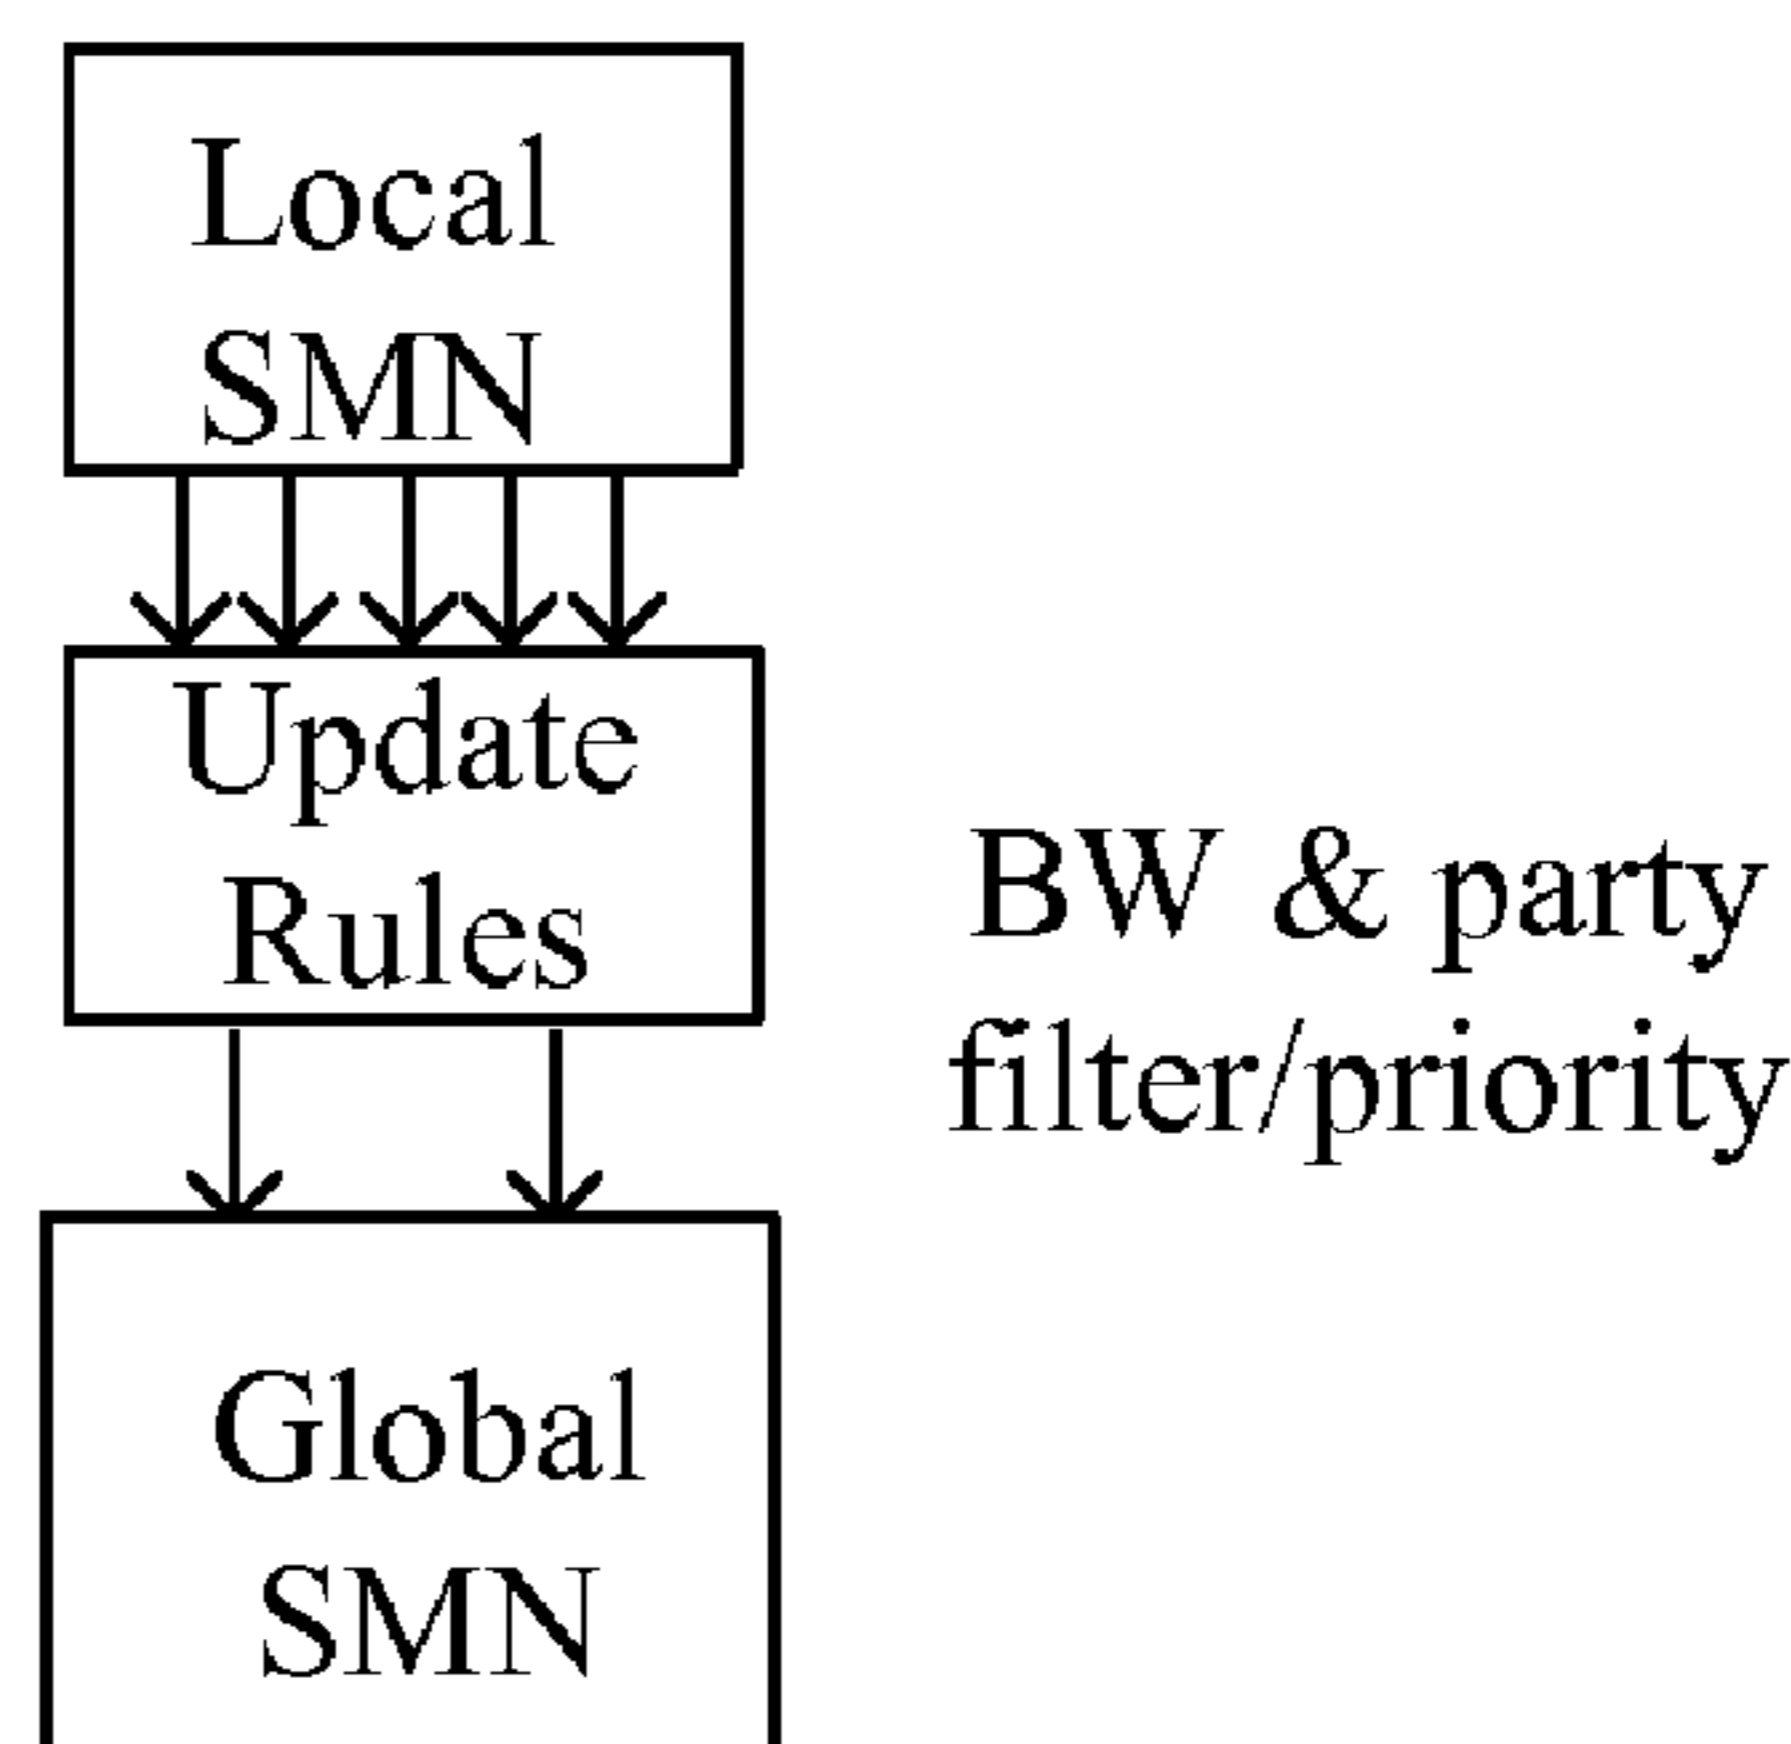 Local
SMN
Update
Rules
BW & party
filter/priority
Global
SMN